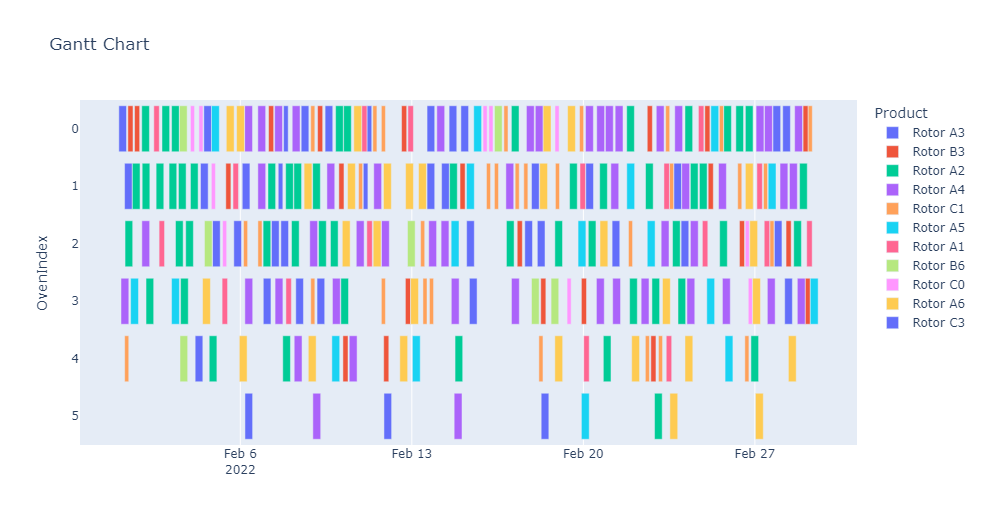 Gantt Chart
Product
Rotor A3
Rotor B3
Rotor A2
Rotor A4
Rotor C1
Rotor A5
Rotor A1
Rotor B6
Rotor C0
Rotor A6
Rotor C3
OvenIndex
0
1
2
3
4
5
Feb 6
2022
Feb 13
Feb 20
Feb 27